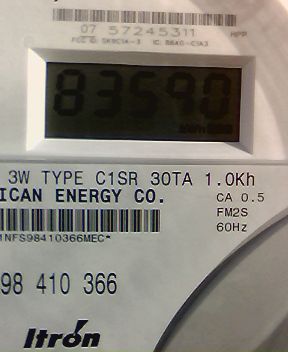 07 57245311
83590
3W TYPE C1SR 30TA 1.0Kh
ICAN ENERGY CO.
CA 0.5
FM2S
60Hz
1NFS98410366MEC*
98 410 366
Itron